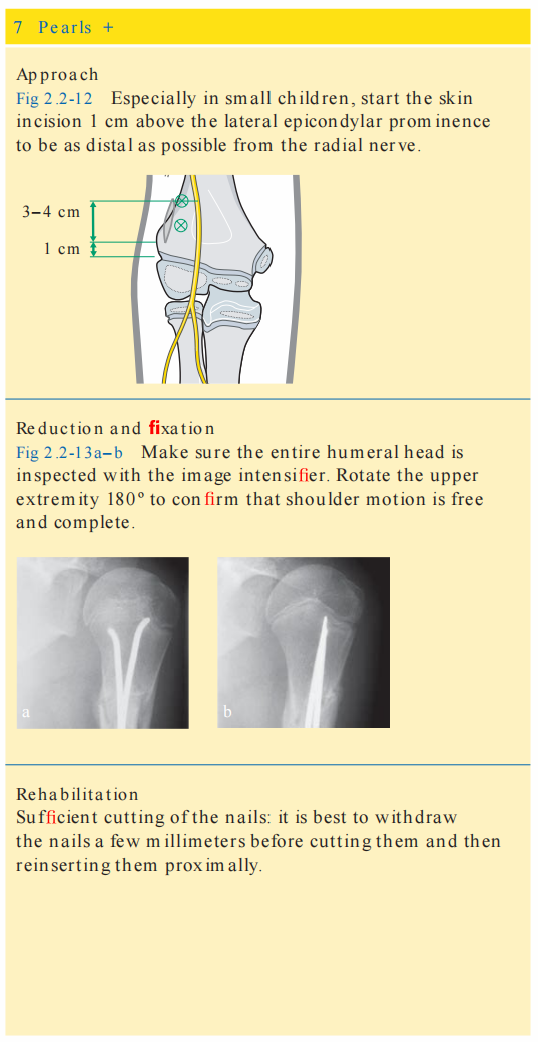 7 Pearls +
Approach
Fig 2.2-12 Especially in small children, start the skin
incision 1 cm above the lateral epicondylar prominence
to be as distal as possible from the radial nerve.
3–4 cm
1 cm
Reduction and fixation
Fig 2.2-13a–b Make sure the entire humeral head is
inspected with the image intensifier. Rotate the upper
extremity 180° to confirm that shoulder motion is free
and complete.
a
b
Rehabilitation
Sufficient cutting of the nails: it is best to withdraw
the nails a few millimeters before cutting them and then
reinserting them proximally.